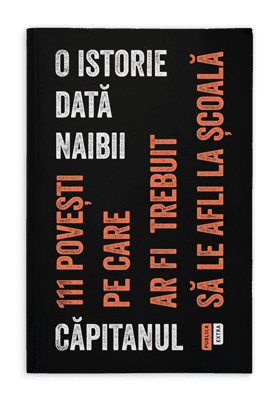 O ISTORIE
DATĂ
NAIBII
111 POVEȘTI
PE CARE
AR FI TREBUIT
SĂ LE AFLI LA ȘCOALĂ
CĂPITANUL
PUBLICA
EXTRA